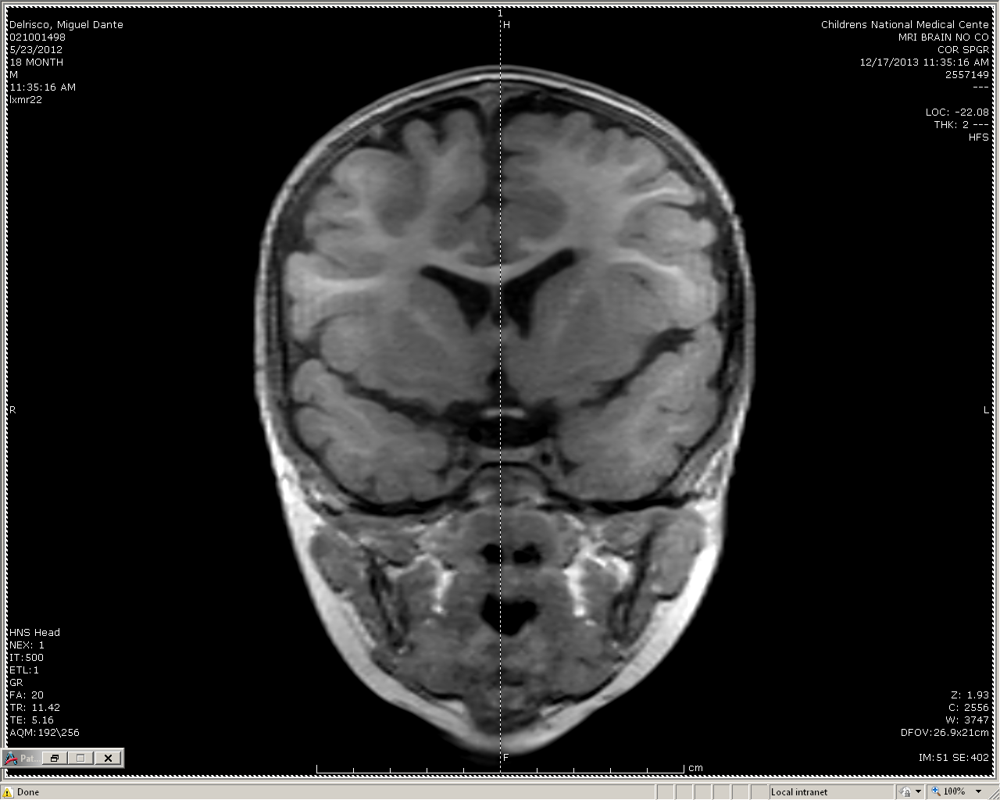 1
H
Delrisco, Miguel Dante
021001498
5/23/2012
18 MONTH
M
11:35:16 AM
lxmr22
Childrens National Medical Cente
MRI BRAIN NO CO
COR SPGR
12/17/2013 11:35:16 AM
2557149
---
LOC: -22.08
THK: 2 ---
HFS
R
L
HNS Head
NEX: 1
IT:500
ETL:1
GR
FA: 20
TR: 11.42
TE: 5.16
AQM:192\256
Z: 1.93
C: 2556
W: 3747
DFOV:26.9x21cm
IM:51 SE:402
F
cm
Pat...
Done
Local intranet
100%